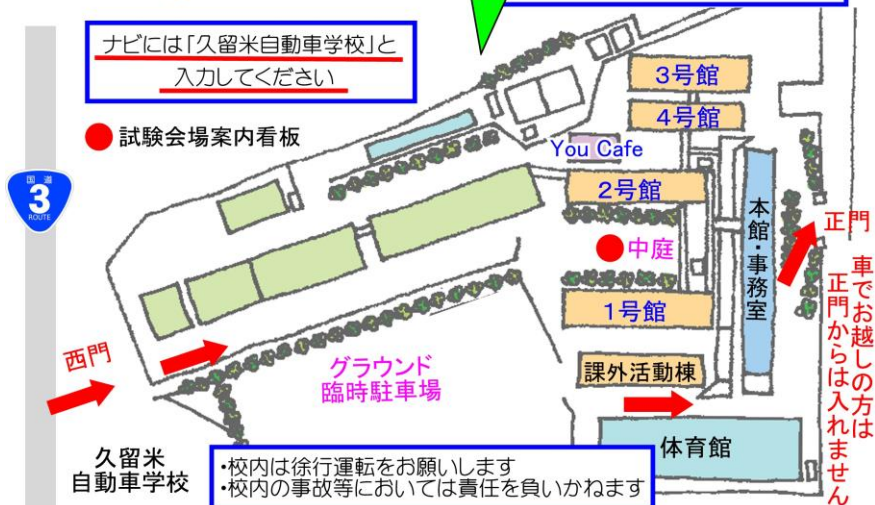 ナビには「久留米自動車学校」と
入力してください
試験会場案内看板
国道
3
ROUTE
3号館
4号館
You Cafe
2号館
本館・事務室
正門
中庭
車でお越しの方は
正門からは入れません
1号館
西門
グラウンド
臨時駐車場
課外活動棟
体育館
久留米
自動車学校
・校内は徐行運転をお願いします
・校内の事故等においては責任を負いかねます